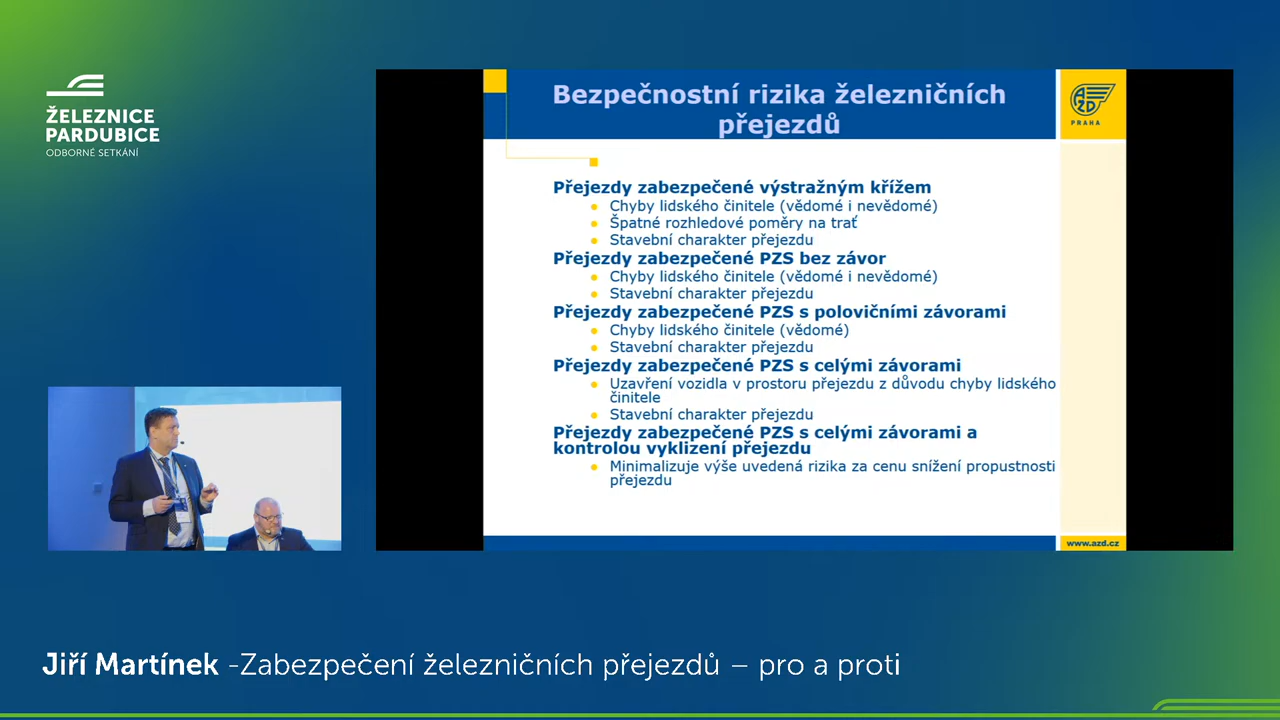 ŽELEZNICE
PARDUBICE
ODBORNÉ SETKÁNÍ
Bezpečnostní rizika železničních
přejezdů
AŽD
PRAHA
Přejezdy zabezpečené výstražným křížem
Chyby lidského činitele (vědomé i nevědomé)
Špatné rozhledové poměry na trať
Stavební charakter přejezdu
Přejezdy zabezpečené PZS bez závor
Chyby lidského činitele (vědomé i nevědomé)
Stavební charakter přejezdu
Přejezdy zabezpečené PZS s polovičními závorami
Chyby lidského činitele (vědomé)
Stavební charakter přejezdu
Přejezdy zabezpečené PZS s celými závorami
Uzavření vozidla v prostoru přejezdu z důvodu chyby lidského
činitele
Stavební charakter přejezdu
Přejezdy zabezpečené PZS s celými závorami a
kontrolou vyklizení přejezdu
Minimalizuje výše uvedená rizika za cenu snížení propustnosti
přejezdu
www.azd.cz
Jiří Martínek -Zabezpečení železničních přejezdů – pro a proti